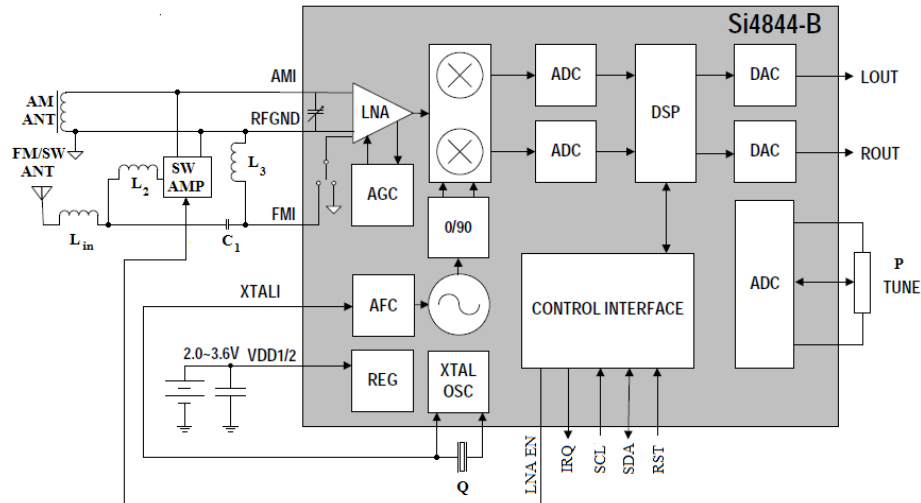 Si4844-B
AMI
AM
ANT
RFGND
LNA
ADC
DAC
LOUT
DSP
FM/SW
ANT
SW
AMP
L2
L3
AGC
ADC
DAC
ROUT
Lin
C1
FMI
0/90
ADC
P
TUNE
XTALI
AFC
CONTROL INTERFACE
2.0~3.6V
VDD1/2
REG
XTAL
OSC
Q
LNA EN
IRQ
SCL
SDA
RST